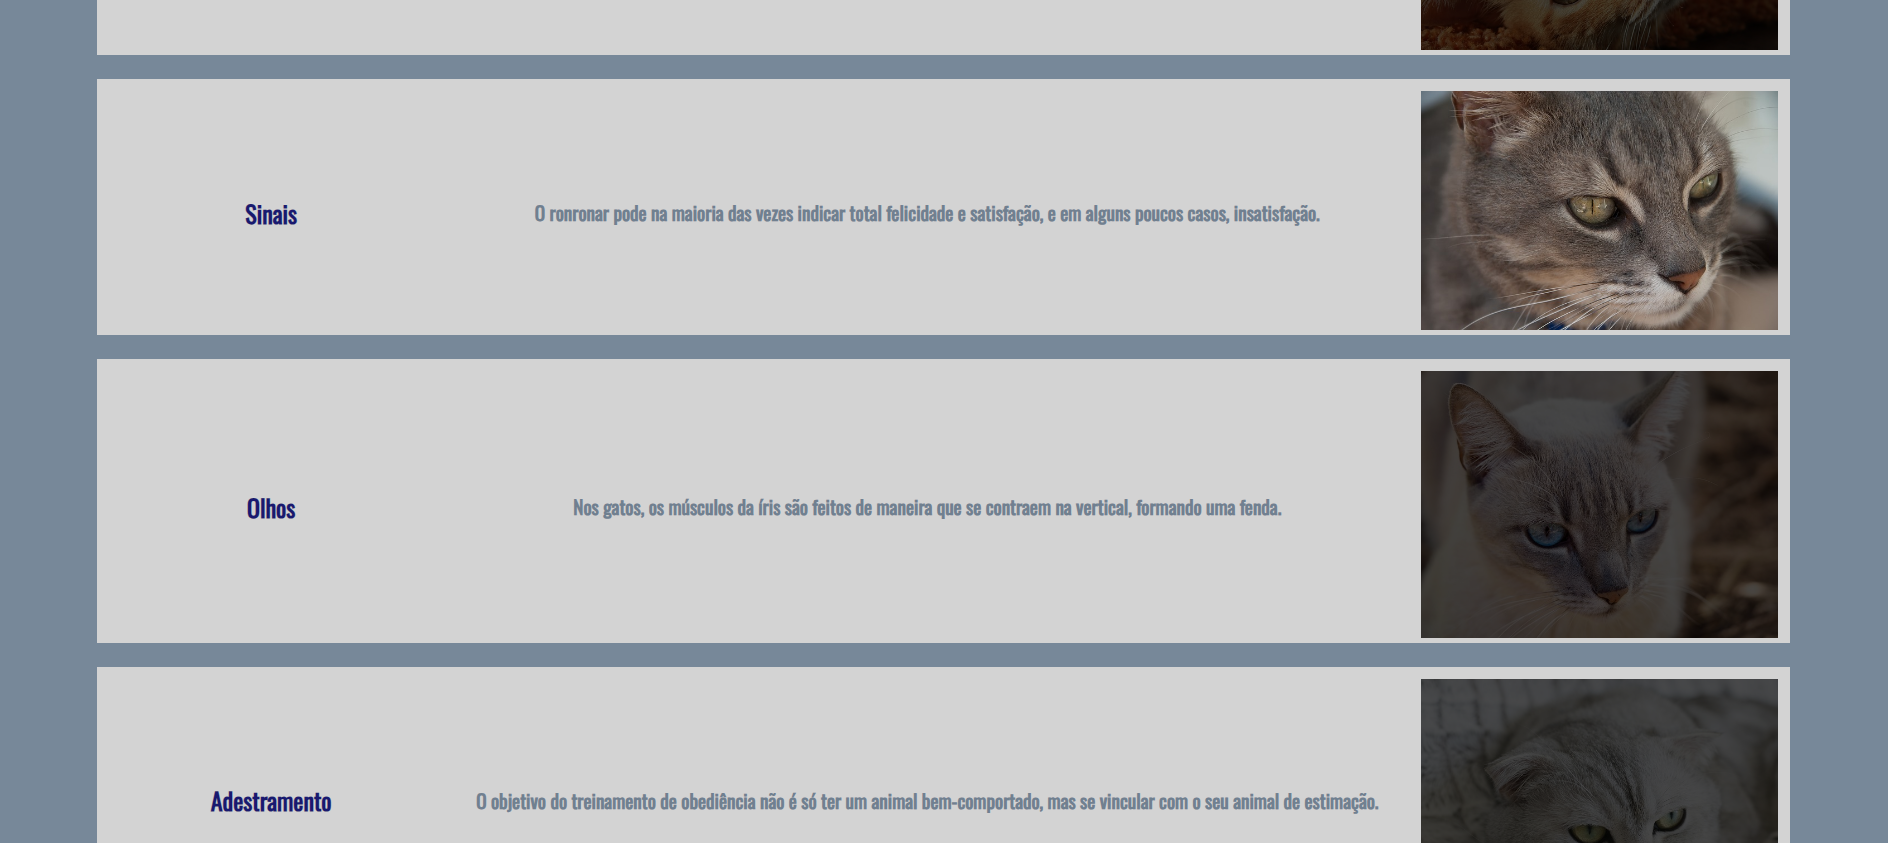 Sinais
O ronronar pode na maioria das vezes indicar total felicidade e satisfação, e em alguns poucos casos, insatisfação.
Olhos
Nos gatos, os músculos da íris são feitos de maneira que se contraem na vertical, formando uma fenda.
Adestramento
O objetivo do treinamento de obediência não é só ter um animal bem-comportado, mas se vincular com o seu animal de estimação.